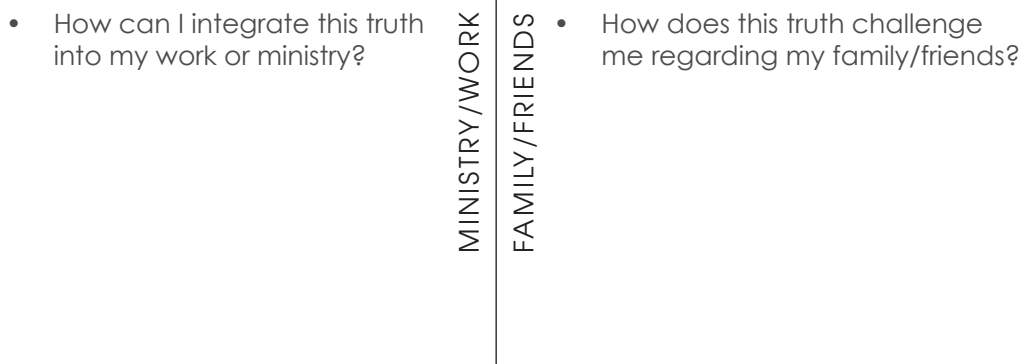 • How can I integrate this truth
into my work or ministry?
MINISTRY/WORK
FAMILY/FRIENDS
• How does this truth challenge
me regarding my family/friends?